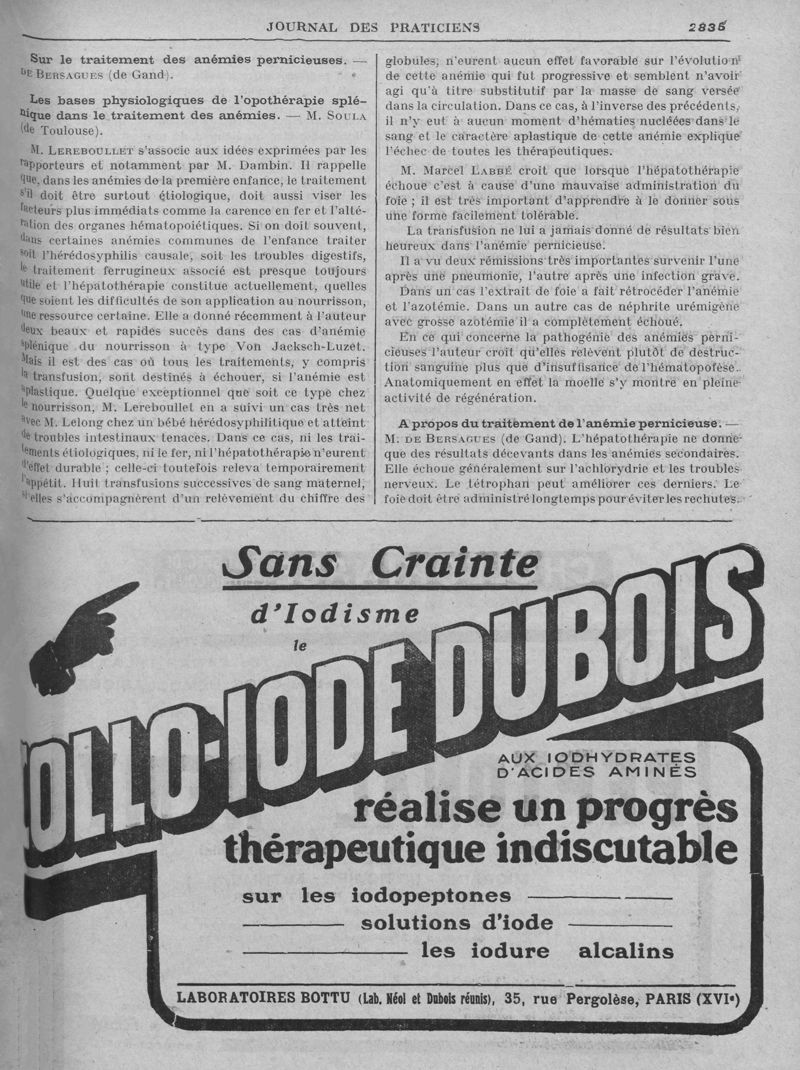 JOURNAL DES PRATICIENS
2835
Sur le traitement des anémies pernicieuses. —
DE BERSAGUES (de Gand).
Les bases physiologiques de l'opothérapie splé-
nique dans le traitement des anémies. — M. SOULA
(de Toulouse).
M. LEREBOULLET s'associe aux idées exprimées par les
rapporteurs et notamment par M. Dambin. Il rappelle
que, dans les anémies de la première enfance, le traitement
s'il doit être surtout étiologique, doit aussi viser les
facteurs plus immédiats comme la carence en fer et l'alté-
ration des organes hématopoiétiques. Si on doit souvent,
dans certaines anémies communes de l'enfance traiter
soit l'hérédosyphilis causale, soit les troubles digestifs,
le traitement ferrugineux associé est presque toujours
utile et l'hépatothérapie constitue actuellement, quelles
que soient les difficultés de son application au nourrisson,
une ressource certaine. Elle a donné récemment à l'auteur
deux beaux et rapides succès dans des cas d'anémie
splénique du nourrisson à type Von Jacksch-Luzet.
Mais il est des cas où tous les traitements, y compris
la transfusion, sont destinés à échouer, si l'anémie est
aplastique. Quelque exceptionnel que soit ce type chez
le nourrisson, M. Lereboullet en a suivi un cas très net
avec M. Lelong chez un bébé hérédosyphilitique et atteint
de troubles intestinaux tenaces. Dans ce cas, ni les trai-
tements étiologiques, ni le fer, ni l'hépatothérapie n'eurent
d'effet durable ; celle-ci toutefois releva temporairement
l'appétit. Huit transfusions successives de sang maternel,
si elles s'accompagnèrent d'un relèvement du chiffre des
globules, n'eurent aucun effet favorable sur l'évolution
de cette anémie qui fut progressive et semblent n'avoir
agi qu'à titre substitutif par la masse de sang versée
dans la circulation. Dans ce cas, à l'inverse des précédents,
il n'y eut à aucun moment d'hématies nucléées dans le
sang et le caractère aplastique de cette anémie explique
l'échec de toutes les thérapeutiques.
M. Marcel LABBÉ croit que lorsque l'hépatothérapie
échoue c'est à cause d'une mauvaise administration du
foie ; il est très important d'apprendre à le donner sous
une forme facilement tolérable.
La transfusion ne lui a jamais donné de résultats bien
heureux dans l'anémie pernicieuse.
Il a vu deux rémissions très importantes survenir l'une
après une pneumonie, l'autre après une infection grave.
Dans un cas l'extrait de foie a fait rétrocéder l'anémie
et l'azotémie. Dans un autre cas de néphrite urémigène
avec grosse azotémie il a complètement échoué.
En ce qui concerne la pathogénie des anémies perni-
cieuses l'auteur croit qu'elles relèvent plutôt de destruc-
tion sanguine plus que d'insuffisance de l'hématopoïèse.
Anatomiquement en effet la moelle s'y montre en pleine
activité de régénération.
A propos du traitement de l'anémie pernicieuse. —
M. DE BERSAGUES (de Gand). L'hépatothérapie ne donne
que des résultats décevants dans les anémies secondaires.
Elle échoue généralement sur l'achlorydrie et les troubles
nerveux. Le tétrophan peut améliorer ces derniers. Le
foie doit être administré longtemps pour éviter les rechutes.
Sans Crainte
d'Iodisme
le
COLLO-IODE DUBOIS
AUX IODHYDRATES
D'ACIDES AMINÉS
réalise un progrès
thérapeutique indiscutable
sur les iodopeptones
solutions d'iode
les iodure alcalins
LABORATOIRES BOTTU (Lab. Néol et Dubois réunis), 35, rue Pergolèse, PARIS (XVIe)